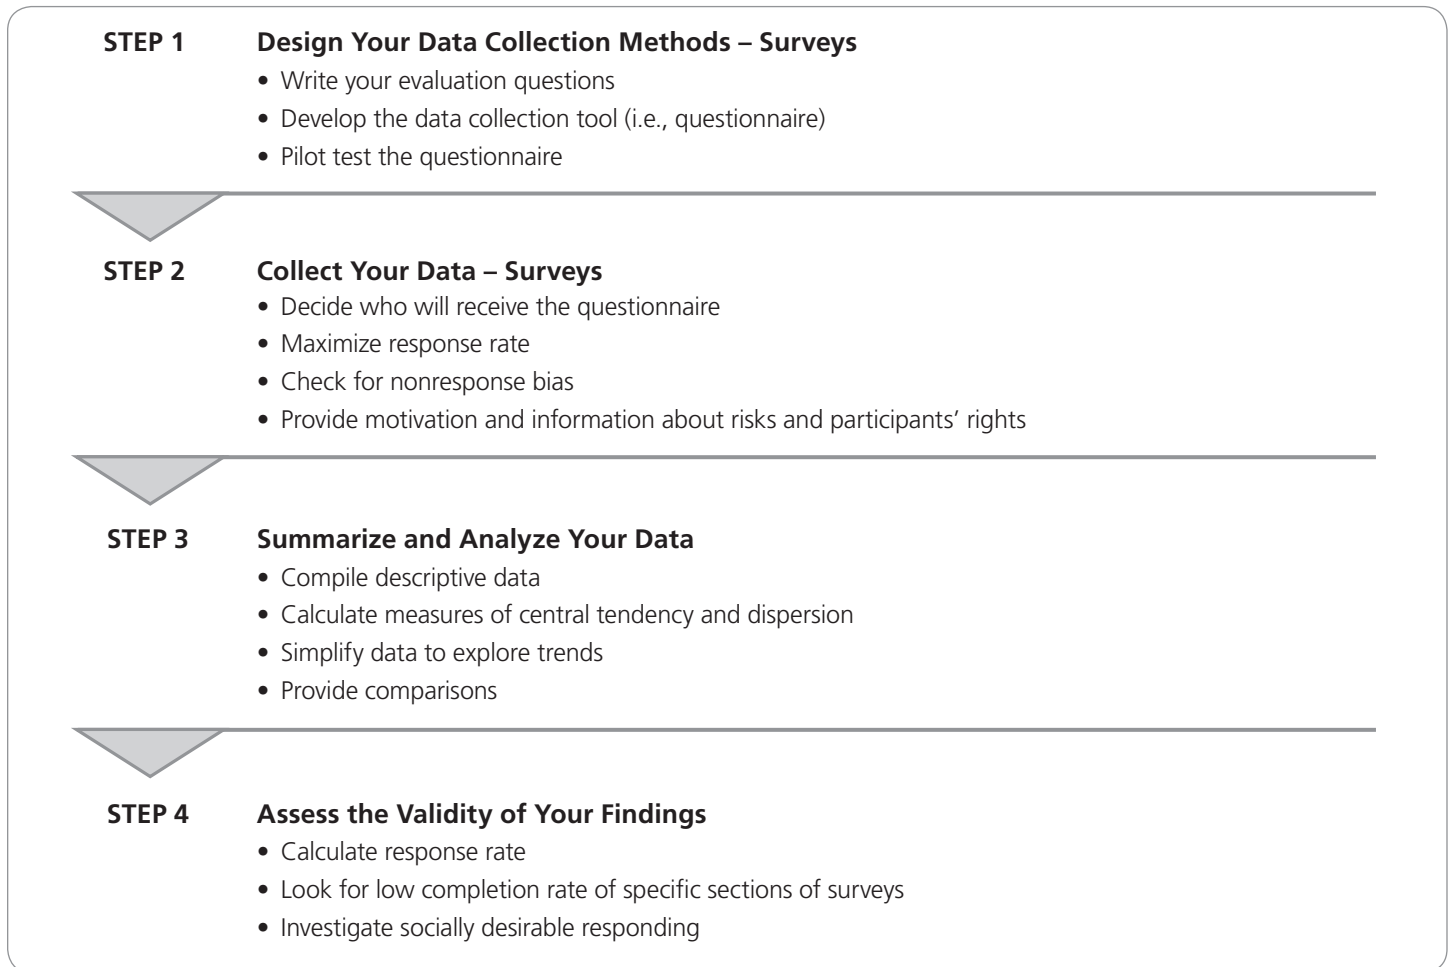 STEP 1 Design Your Data Collection Methods – Surveys
• Write your evaluation questions
• Develop the data collection tool (i.e., questionnaire)
• Pilot test the questionnaire
STEP 2 Collect Your Data – Surveys
• Decide who will receive the questionnaire
• Maximize response rate
• Check for nonresponse bias
• Provide motivation and information about risks and participants’ rights
STEP 3 Summarize and Analyze Your Data
• Compile descriptive data
• Calculate measures of central tendency and dispersion
• Simplify data to explore trends
• Provide comparisons
STEP 4 Assess the Validity of Your Findings
• Calculate response rate
• Look for low completion rate of specific sections of surveys
• Investigate socially desirable responding